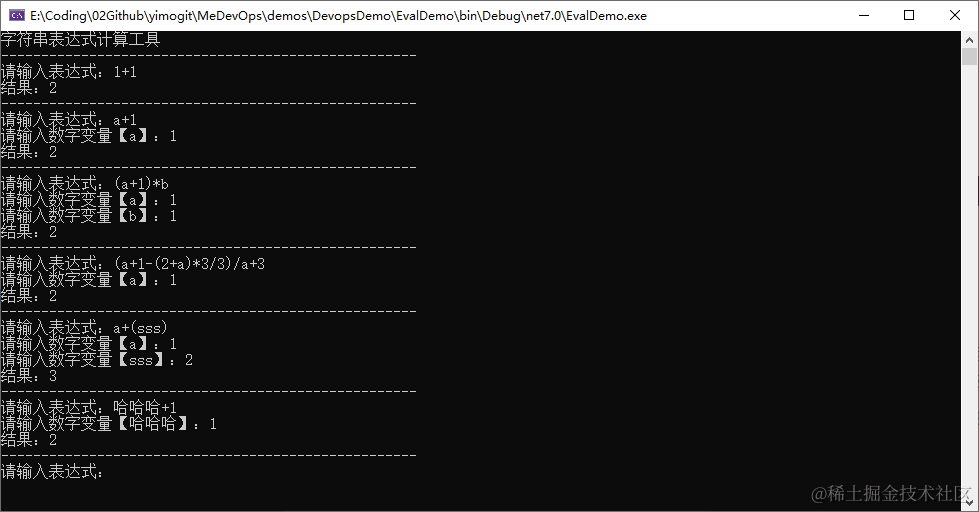 E:\Coding\02Github\yimogit\MeDevOps\demos\DevopsDemo\EvalDemo\bin\Debug\net7.0\EvalDemo.exe
字符串表达式计算工具
----------------------------------------------------
请输入表达式：1+1
结果：2
----------------------------------------------------
请输入表达式：a+1
请输入数字变量【a】：1
结果：2
----------------------------------------------------
请输入表达式：(a+1)*b
请输入数字变量【a】：1
请输入数字变量【b】：1
结果：2
----------------------------------------------------
请输入表达式：(a+1-(2+a)*3/3)/a+3
请输入数字变量【a】：1
结果：2
----------------------------------------------------
请输入表达式：a+(sss)
请输入数字变量【a】：1
请输入数字变量【sss】：2
结果：3
----------------------------------------------------
请输入表达式：哈哈哈+1
请输入数字变量【哈哈哈】：1
结果：2
----------------------------------------------------
请输入表达式：
@稀土掘金技术社区